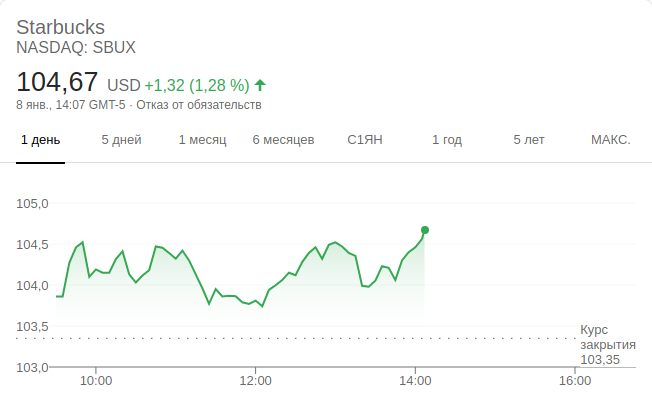 Starbucks
NASDAQ: SBUX
104,67 USD +1,32 (1,28 %)
8 янв., 14:07 GMT-5 · Отказ от обязательств
1 день 5 дней 1 месяц 6 месяцев С1ЯН 1 год 5 лет МАКС.
105,0
104,5
104,0
103,5
Курс
закрытия
103,35
103,0
10:00 12:00 14:00 16:00